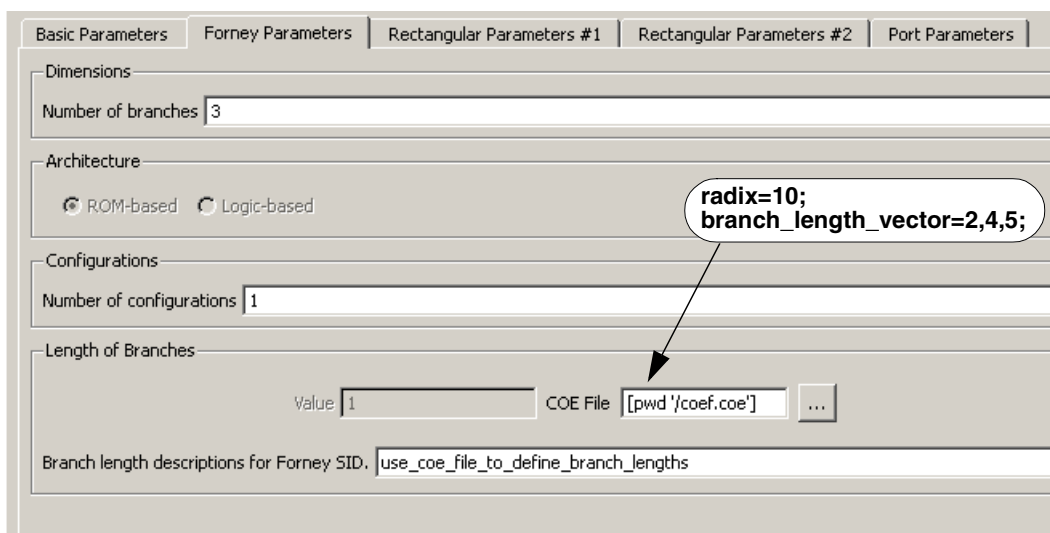 Basic Parameters Forney Parameters Rectangular Parameters #1 Rectangular Parameters #2 Port Parameters
Dimensions
Number of branches 3
Architecture
ROM-based Logic-based
radix=10;
branch_length_vector=2,4,5;
Configurations
Number of configurations 1
Length of Branches
Value 1 COE File [pwd '/coef.coe'] ...
Branch length descriptions for Forney SID. use_coe_file_to_define_branch_lengths